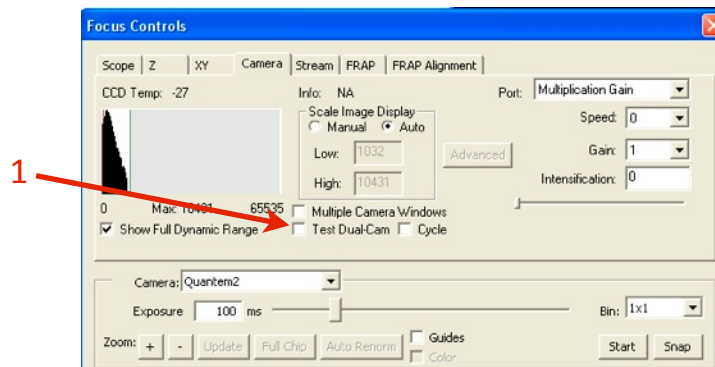 Focus Controls
Scope Z XY Camera Stream FRAP FRAP Alignment
CCD Temp: -27 Info: NA Port: Multiplication Gain
Scale Image Display
Manual Auto
Speed: 0
Low: 1032 Advanced Gain: 1
High: 10431 Intensification: 0
1
0 Max: 10431 65535 Multiple Camera Windows
Show Full Dynamic Range Test Dual-Cam Cycle
Camera: Quantem2
Exposure 100 ms Bin: 1x1
Zoom: + - Update Full Chip Auto Renorm Guides
Color
Start Snap